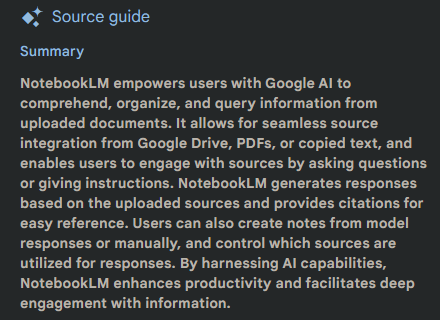 Source guide
Summary
NotebookLM empowers users with Google AI to
comprehend, organize, and query information from
uploaded documents. It allows for seamless source
integration from Google Drive, PDFs, or copied text, and
enables users to engage with sources by asking questions
or giving instructions. NotebookLM generates responses
based on the uploaded sources and provides citations for
easy reference. Users can also create notes from model
responses or manually, and control which sources are
utilized for responses. By harnessing AI capabilities,
NotebookLM enhances productivity and facilitates deep
engagement with information.